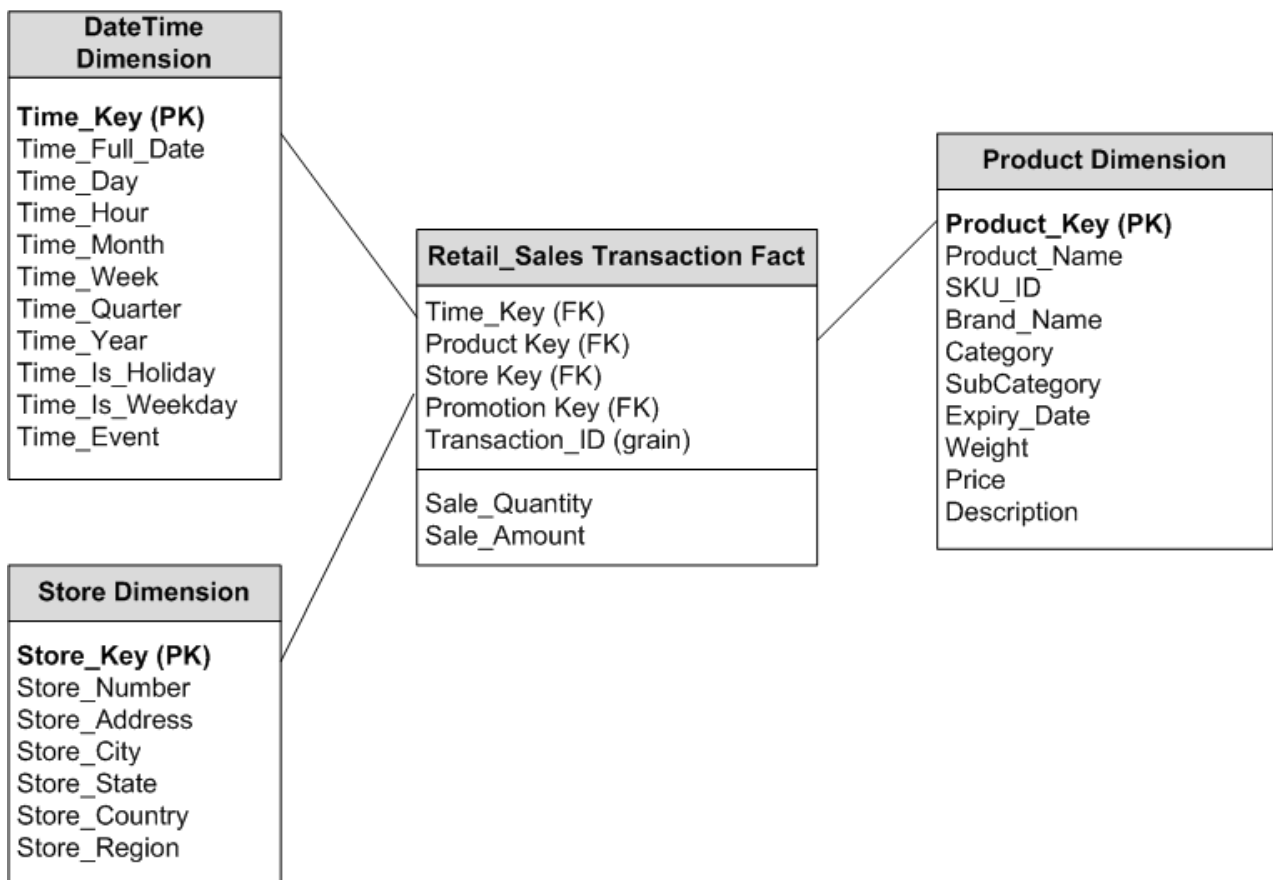 DateTime
Dimension
Time_Key (PK)
Time_Full_Date
Time_Day
Time_Hour
Time_Month
Time_Week
Time_Quarter
Time_Year
Time_Is_Holiday
Time_Is_Weekday
Time_Event
Retail_Sales Transaction Fact
Time_Key (FK)
Product Key (FK)
Store Key (FK)
Promotion Key (FK)
Transaction_ID (grain)
Sale_Quantity
Sale_Amount
Product Dimension
Product_Key (PK)
Product_Name
SKU_ID
Brand_Name
Category
SubCategory
Expiry_Date
Weight
Price
Description
Store Dimension
Store_Key (PK)
Store_Number
Store_Address
Store_City
Store_State
Store_Country
Store_Region